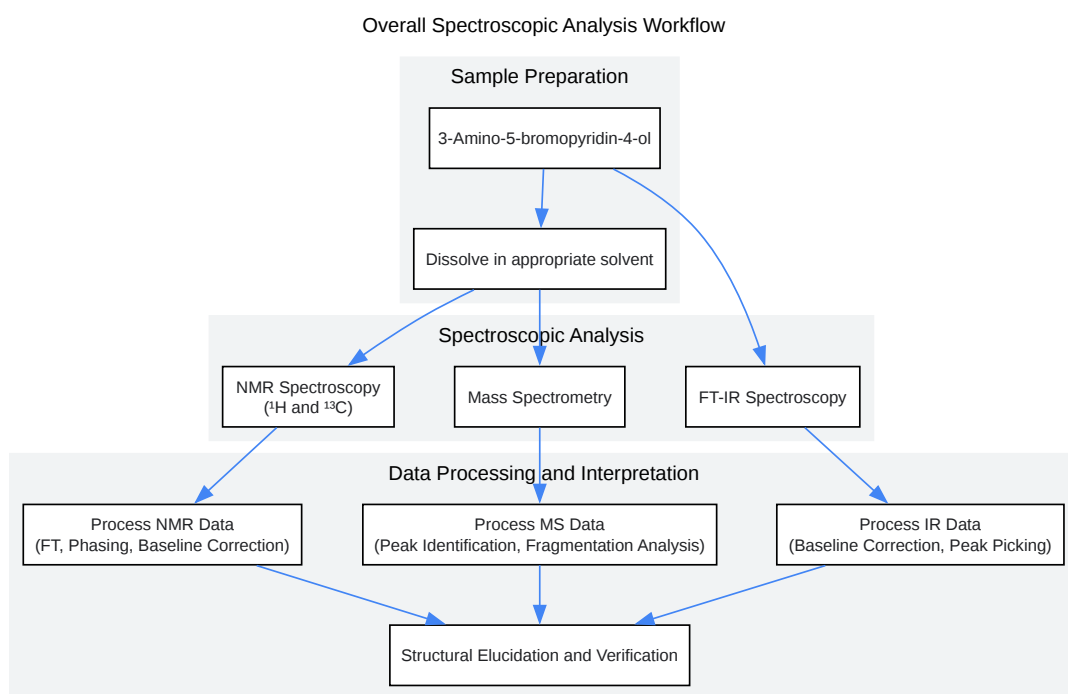 Overall Spectroscopic Analysis Workflow
Sample Preparation
3-Amino-5-bromopyridin-4-ol
Dissolve in appropriate solvent
Spectroscopic Analysis
NMR Spectroscopy
(¹H and ¹³C)
Mass Spectrometry
FT-IR Spectroscopy
Data Processing and Interpretation
Process NMR Data
(FT, Phasing, Baseline Correction)
Process MS Data
(Peak Identification, Fragmentation Analysis)
Process IR Data
(Baseline Correction, Peak Picking)
Structural Elucidation and Verification